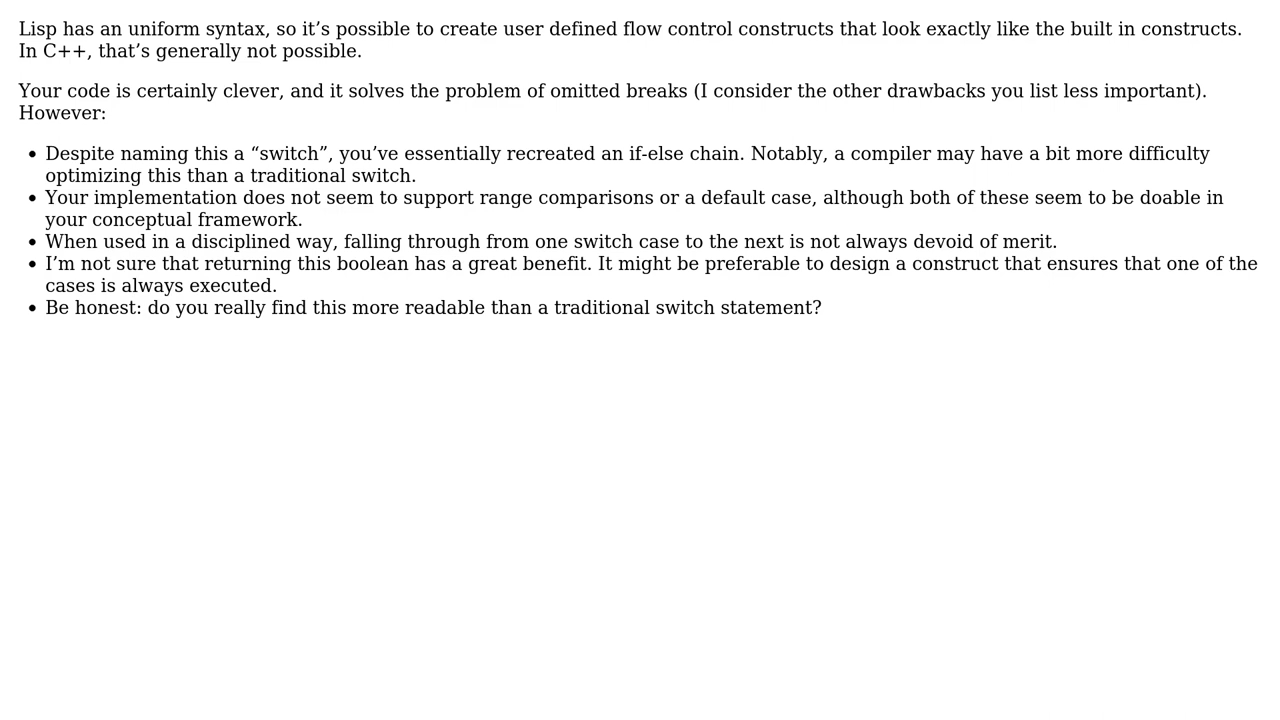 Lisp has an uniform syntax, so it’s possible to create user defined flow control constructs that look exactly like the built in constructs.
In C++, that’s generally not possible.
Your code is certainly clever, and it solves the problem of omitted breaks (I consider the other drawbacks you list less important).
However:
• Despite naming this a “switch”, you’ve essentially recreated an if-else chain. Notably, a compiler may have a bit more difficulty
optimizing this than a traditional switch.
• Your implementation does not seem to support range comparisons or a default case, although both of these seem to be doable in
your conceptual framework.
• When used in a disciplined way, falling through from one switch case to the next is not always devoid of merit.
• I’m not sure that returning this boolean has a great benefit. It might be preferable to design a construct that ensures that one of the
cases is always executed.
• Be honest: do you really find this more readable than a traditional switch statement?